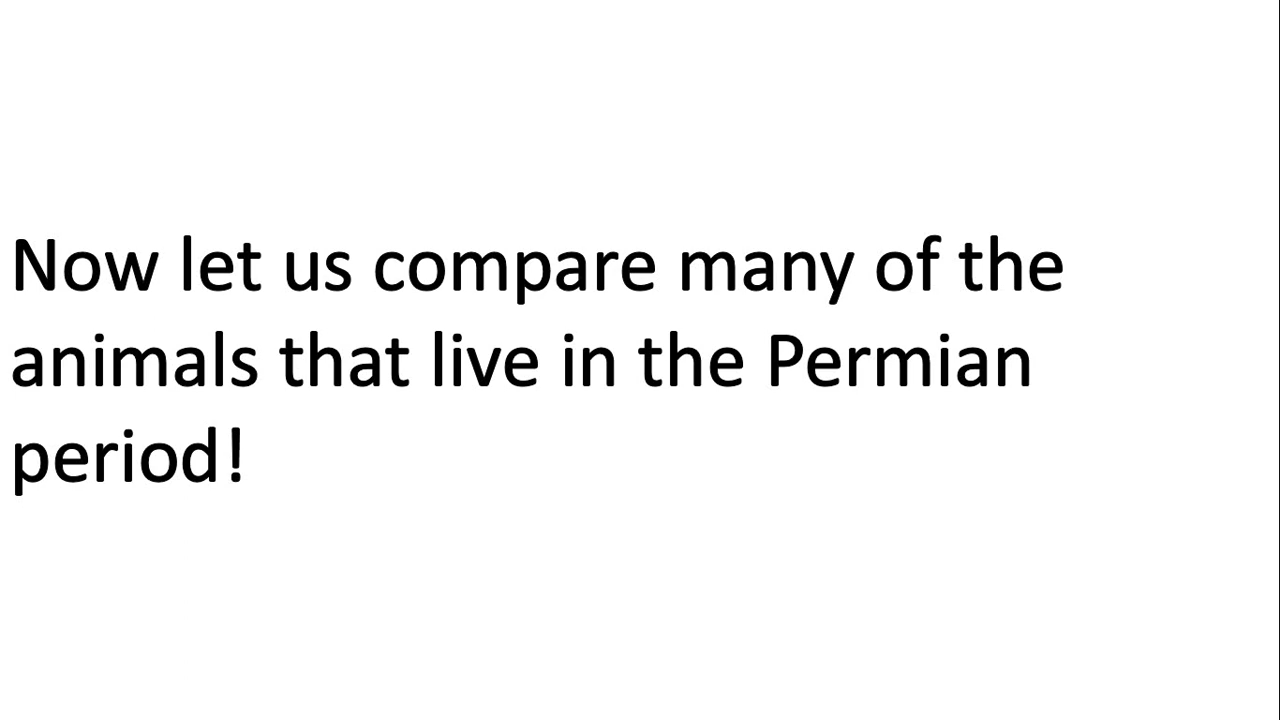 Now let us compare many of the
animals that live in the Permian
period!